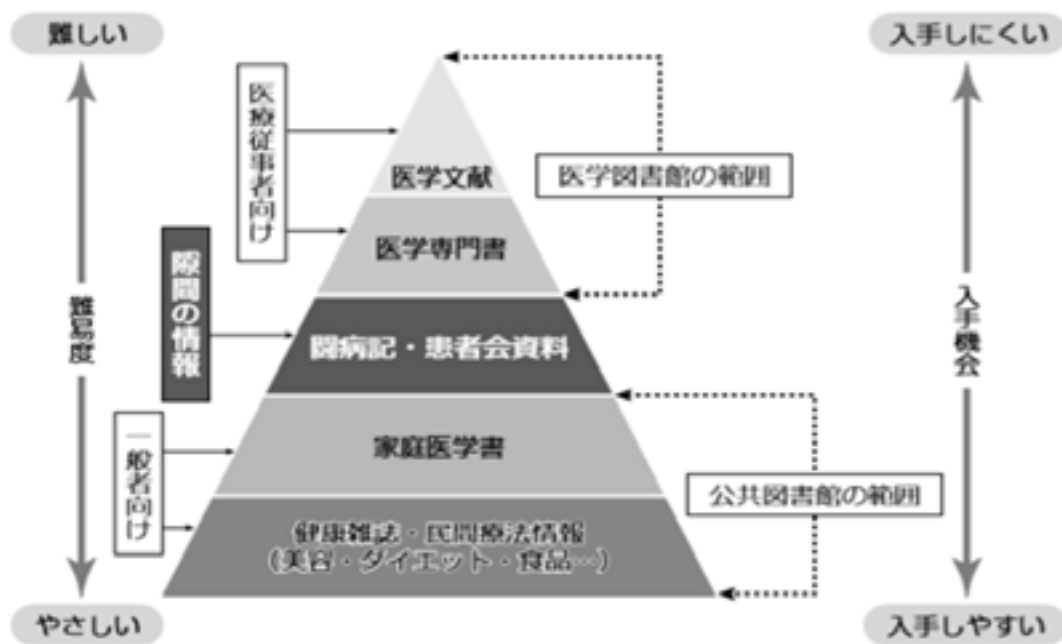 難しい
入手しにくい
医療従事者向け
医学文献
医学図書館の範囲
医学専門書
隙間の情報
闘病記・患者会資料
難易度
入手機会
一般者向け
家庭医学書
公共図書館の範囲
健康雑誌・民間療法情報
（美容・ダイエット・食品…）
やさしい
入手しやすい